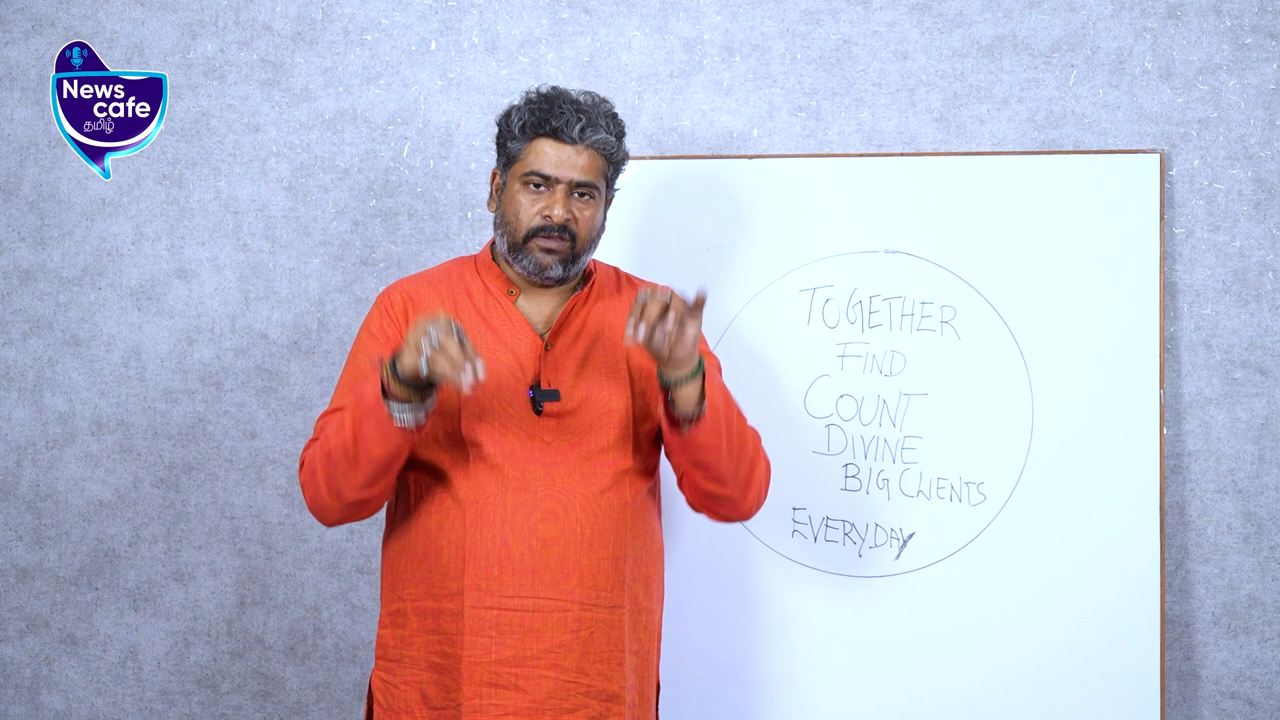 News
cafe
தமிழ்
TOGETHER
FIND
COUNT
DIVINE
BIG CLIENTS
EVERYDAY